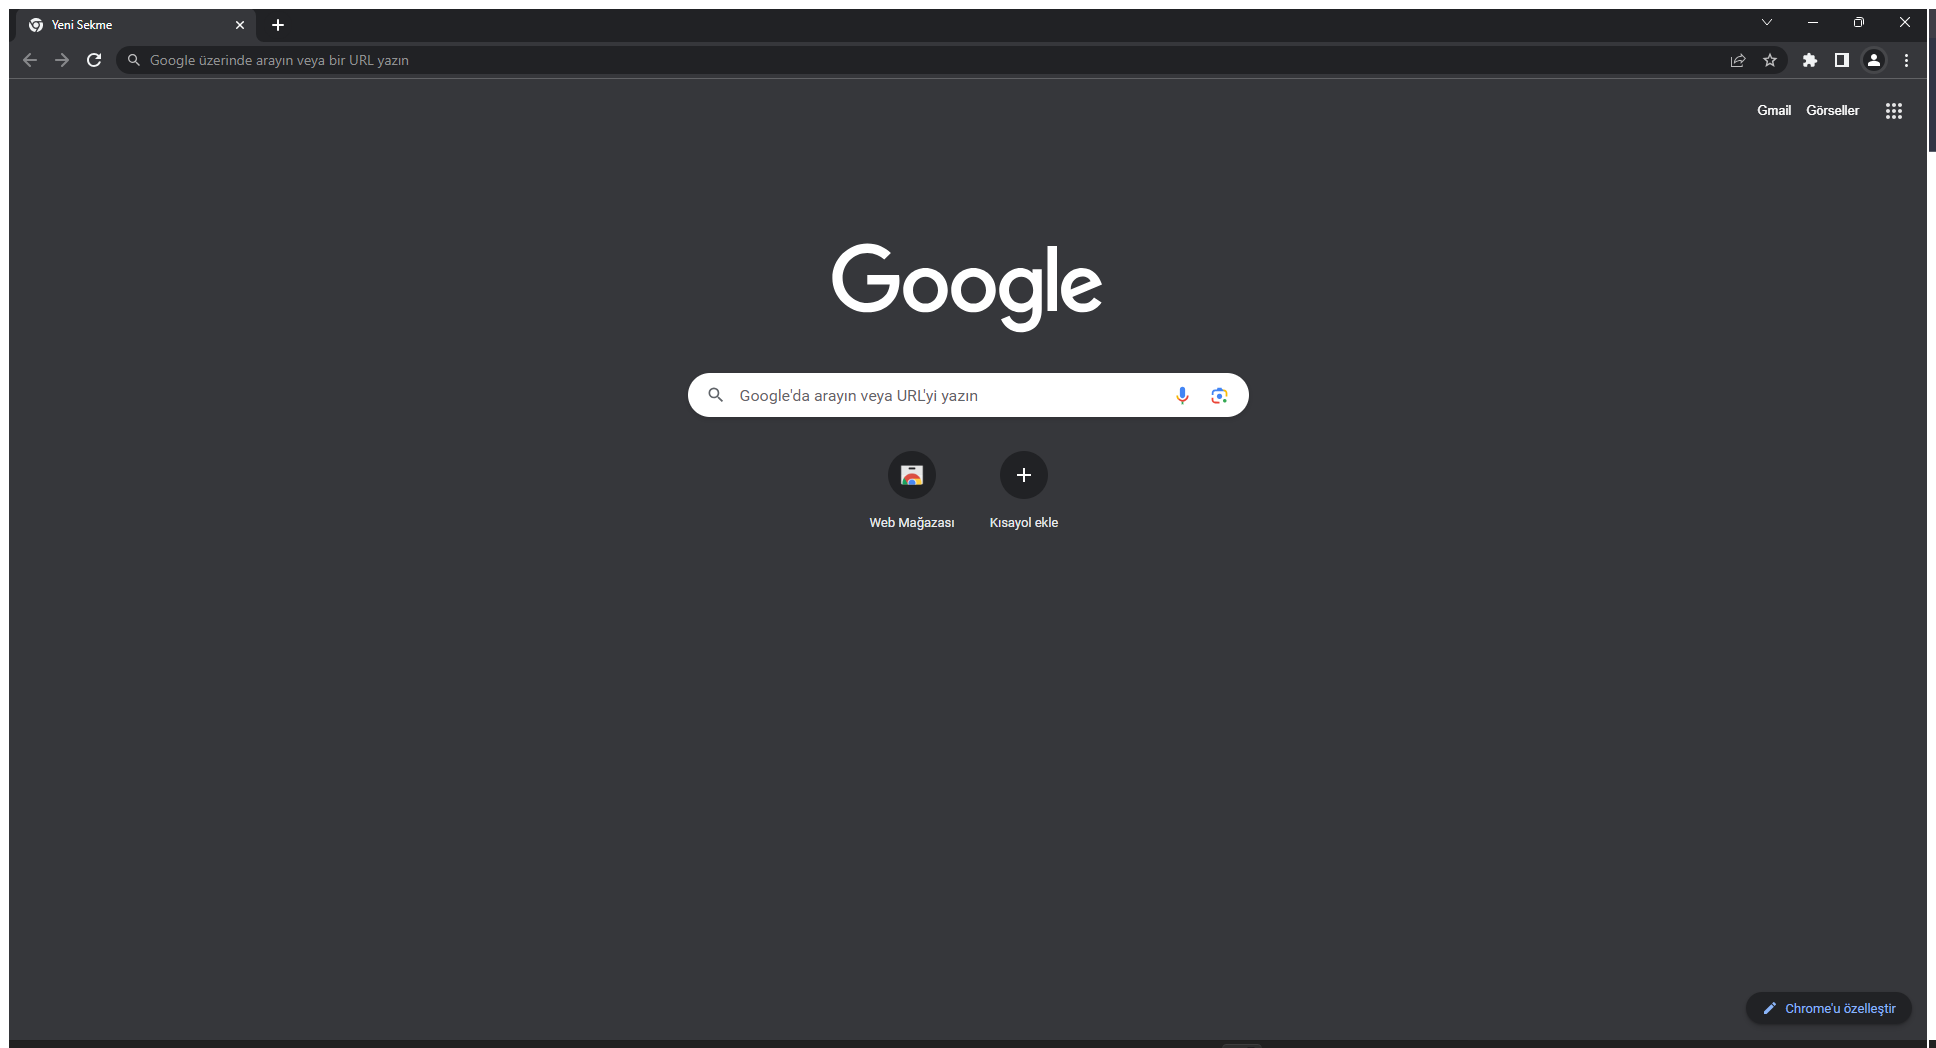 Yeni Sekme
Google üzerinde arayın veya bir URL yazın
Gmail Görseller
Google
Google'da arayın veya URL'yi yazın
Web Mağazası Kısayol ekle
Chrome'u özelleştir